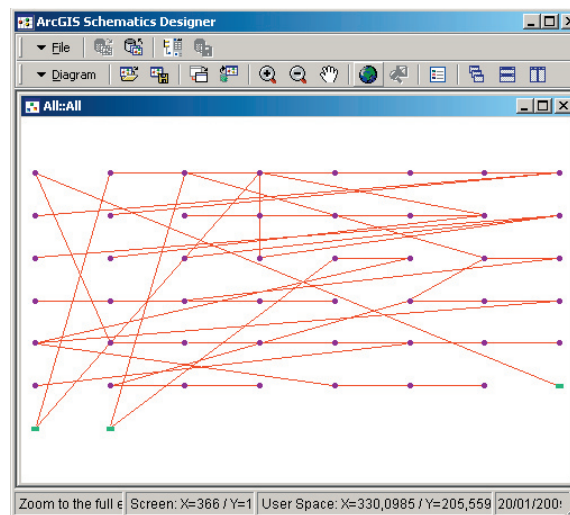 ArcGIS Schematics Designer
File
Diagram
All::All
Zoom to the full e
Screen: X=366 / Y=1
User Space: X=330,0985 / Y=205,559
20/01/200